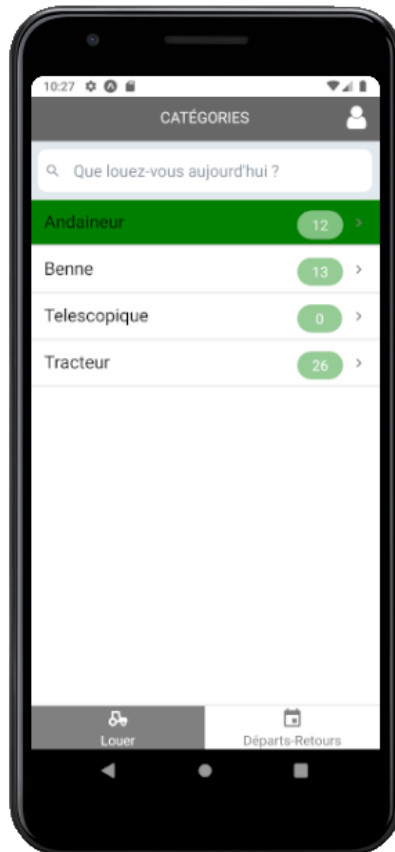 10:27
CATÉGORIES
Que louez-vous aujourd'hui ?
Andaineur 12
Benne 13
Telescopique 0
Tracteur 26
Louer Départs-Retours